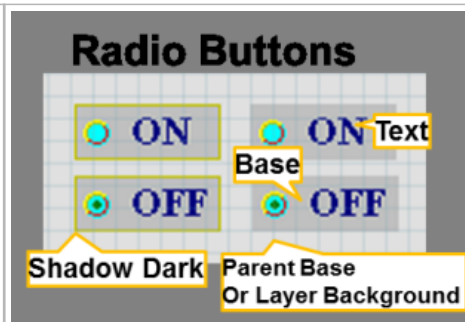 Radio Buttons
ON
ON
Text
Base
OFF
OFF
Shadow Dark
Parent Base
Or Layer Background